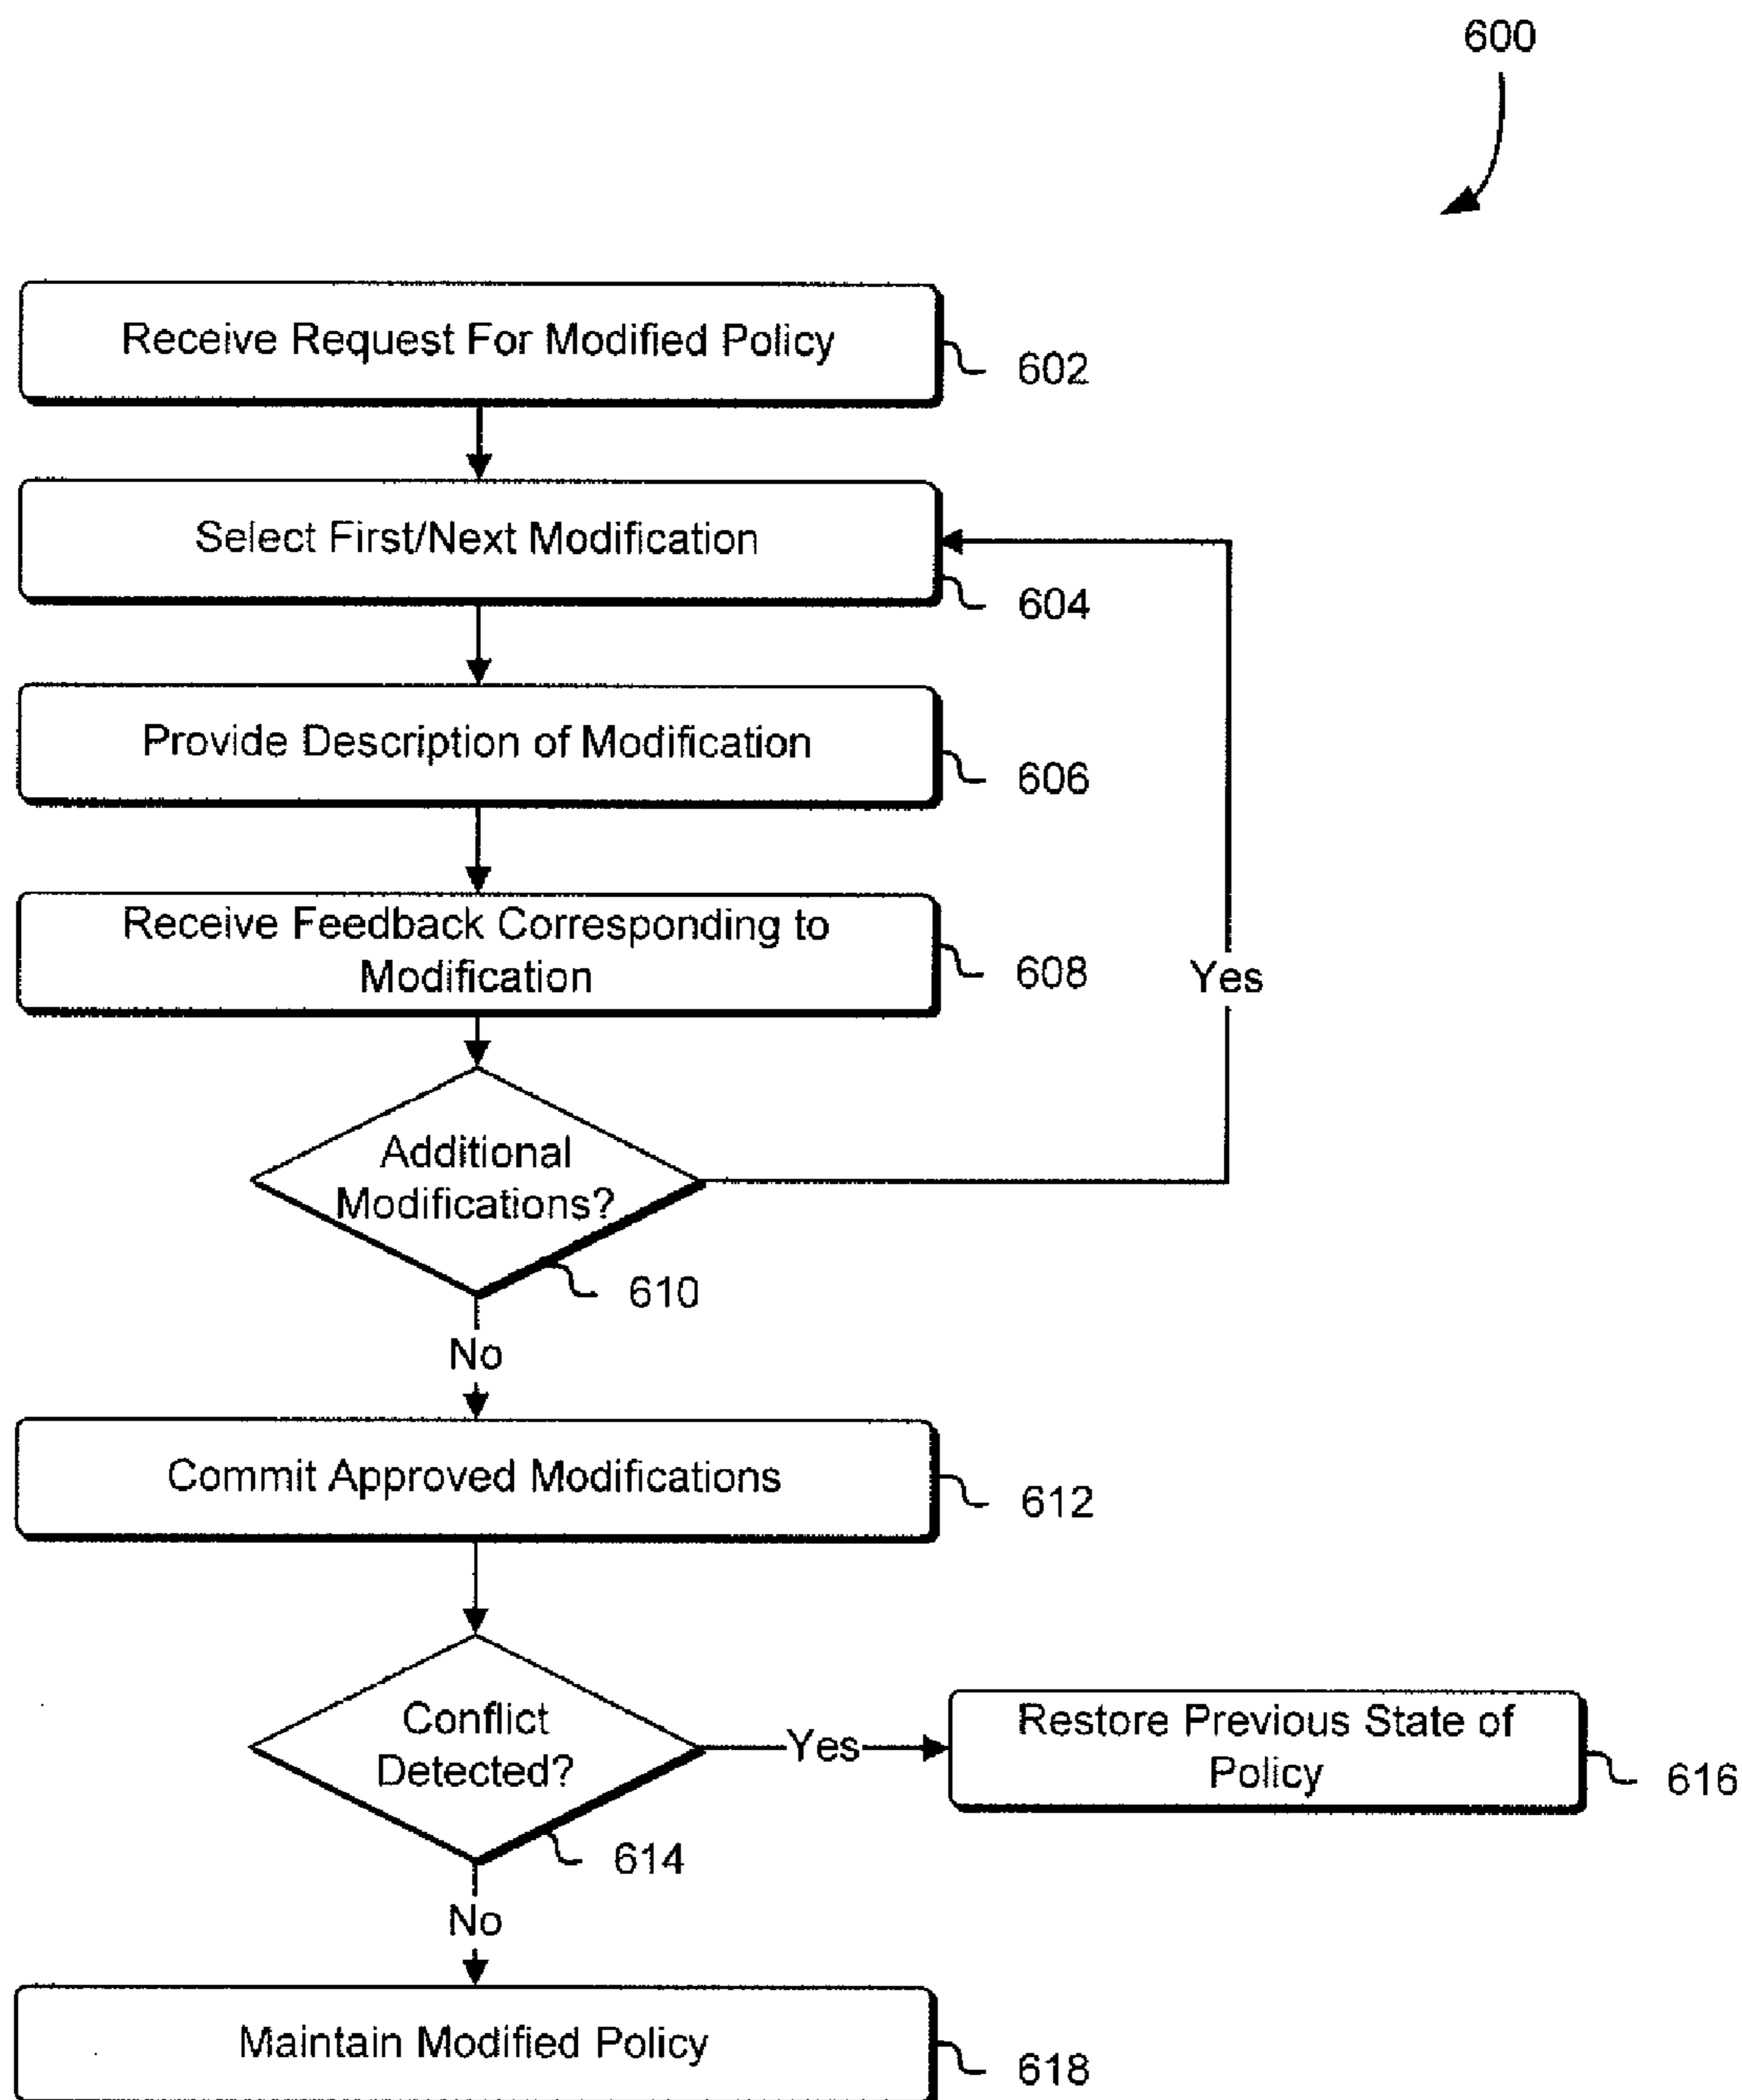 600
Receive Request For Modified Policy
602
Select First/Next Modification
604
Provide Description of Modification
606
Receive Feedback Corresponding to
Modification
608
Yes
Additional
Modifications?
610
No
Commit Approved Modifications
612
Conflict
Detected?
614
Yes
Restore Previous State of
Policy
616
No
Maintain Modified Policy
618